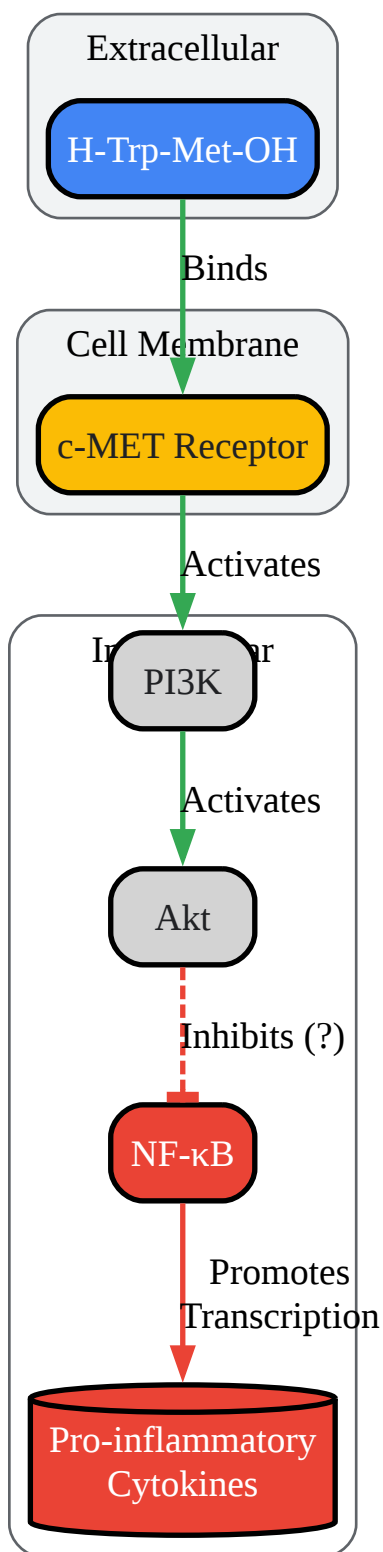 Extracellular
H-Trp-Met-OH
Binds
Cell Membrane
c-MET Receptor
Activates
PI3K
Activates
Akt
Inhibits (?)
NF-κB
Promotes
Transcription
Pro-inflammatory
Cytokines